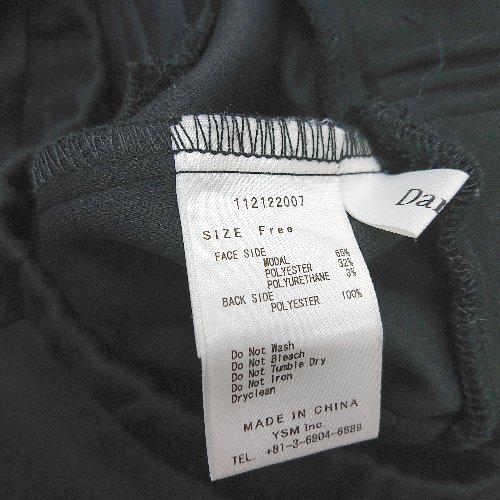 112122007
SIZE Free
FACE SIDE
MODAL 65%
POLYESTER 32%
POLYURETHANE 3%
BACK SIDE
POLYESTER 100%
Do Not Wash
Do Not Bleach
Do Not Tumble Dry
Do Not Iron
Dryclean
MADE IN CHINA
YSM Inc.
TEL. +81-3-6904-6689